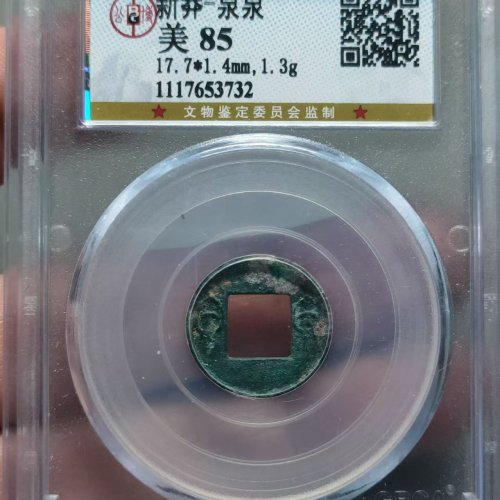 新莽-泉泉
美 85
17.7*1.4mm,1.3g
1117653732
文物鉴定委员会监制